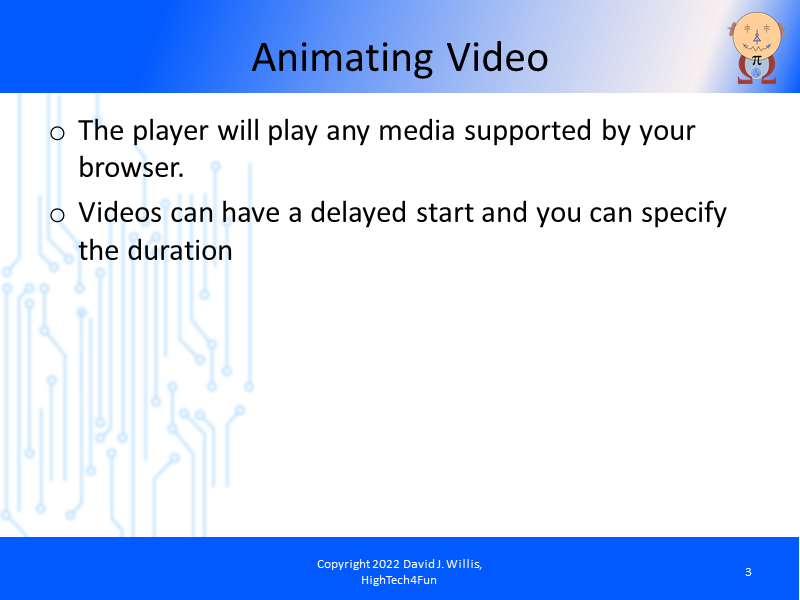 Animating Video
π
o The player will play any media supported by your
browser.
o Videos can have a delayed start and you can specify
the duration
Copyright 2022 David J. Willis,
HighTech4Fun
3